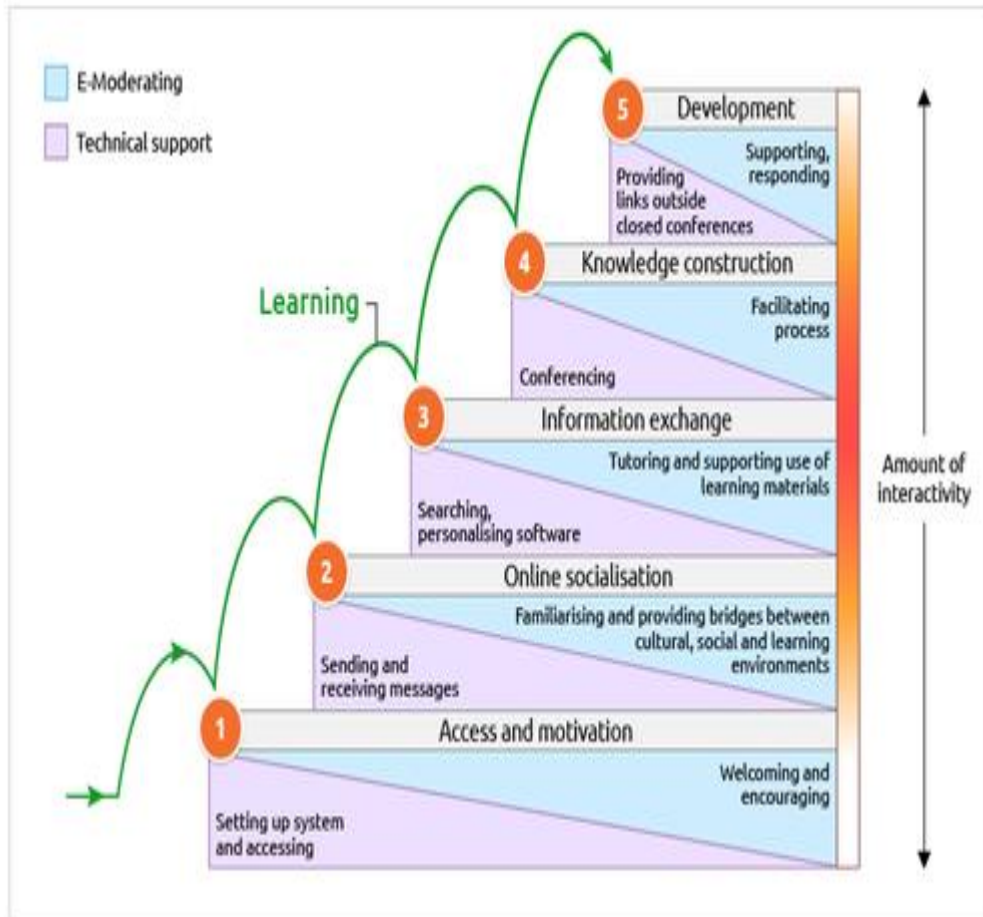 E-Moderating
Technical support
Learning
5
Development
Supporting,
responding
Providing
links outside
closed conferences
4
Knowledge construction
Facilitating
process
Conferencing
3
Information exchange
Tutoring and supporting use of
learning materials
Searching,
personalising software
2
Online socialisation
Familiarising and providing bridges between
cultural, social and learning
environments
Sending and
receiving messages
1
Access and motivation
Welcoming and
encouraging
Setting up system
and accessing
Amount of
interactivity